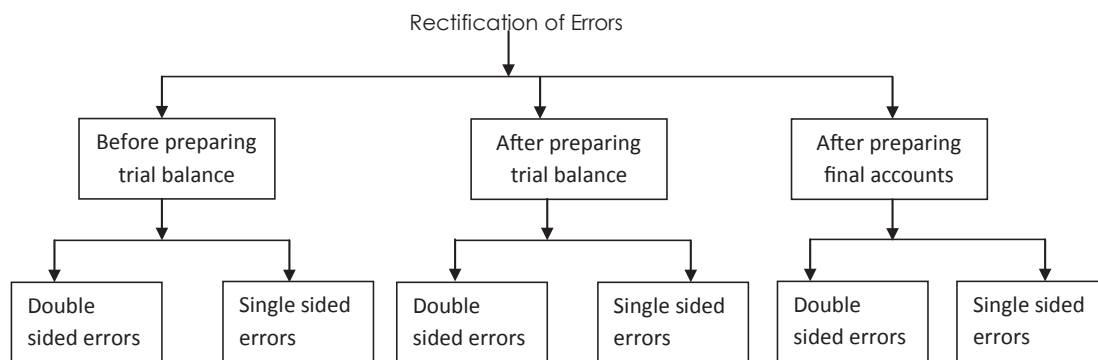 Rectification of Errors
Before preparing
trial balance
After preparing
trial balance
After preparing
final accounts
Double
sided errors
Single sided
errors
Double
sided errors
Single sided
errors
Double
sided errors
Single sided
errors